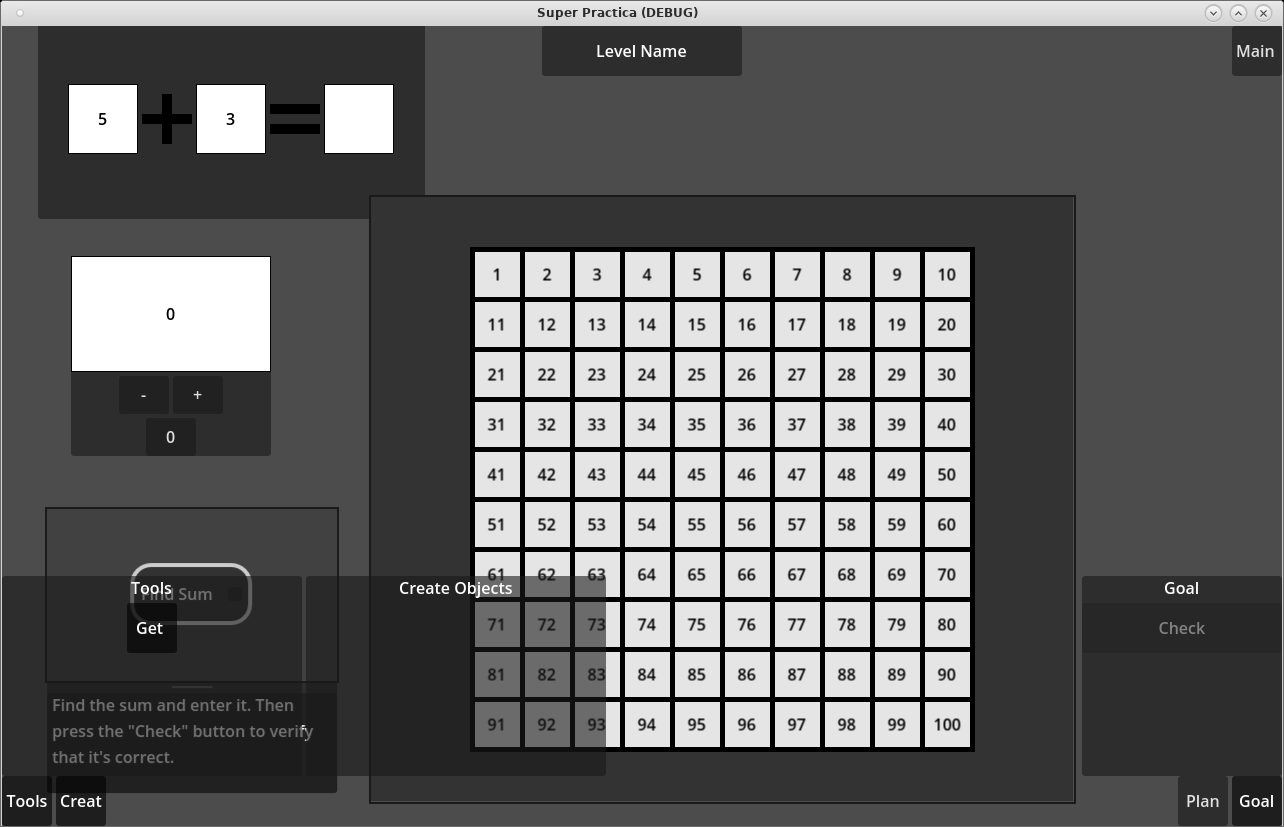 Super Practica (DEBUG)
Level Name
Main
5 + 3 =
0
- +
0
1 2 3 4 5 6 7 8 9 10
11 12 13 14 15 16 17 18 19 20
21 22 23 24 25 26 27 28 29 30
31 32 33 34 35 36 37 38 39 40
41 42 43 44 45 46 47 48 49 50
51 52 53 54 55 56 57 58 59 60
61 62 63 64 65 66 67 68 69 70
71 72 73 74 75 76 77 78 79 80
81 82 83 84 85 86 87 88 89 90
91 92 93 94 95 96 97 98 99 100
Tools
Find Sum
Get
Create Objects
Goal
Check
Find the sum and enter it. Then
press the "Check" button to verify
that it's correct.
Tools Creat
Plan Goal